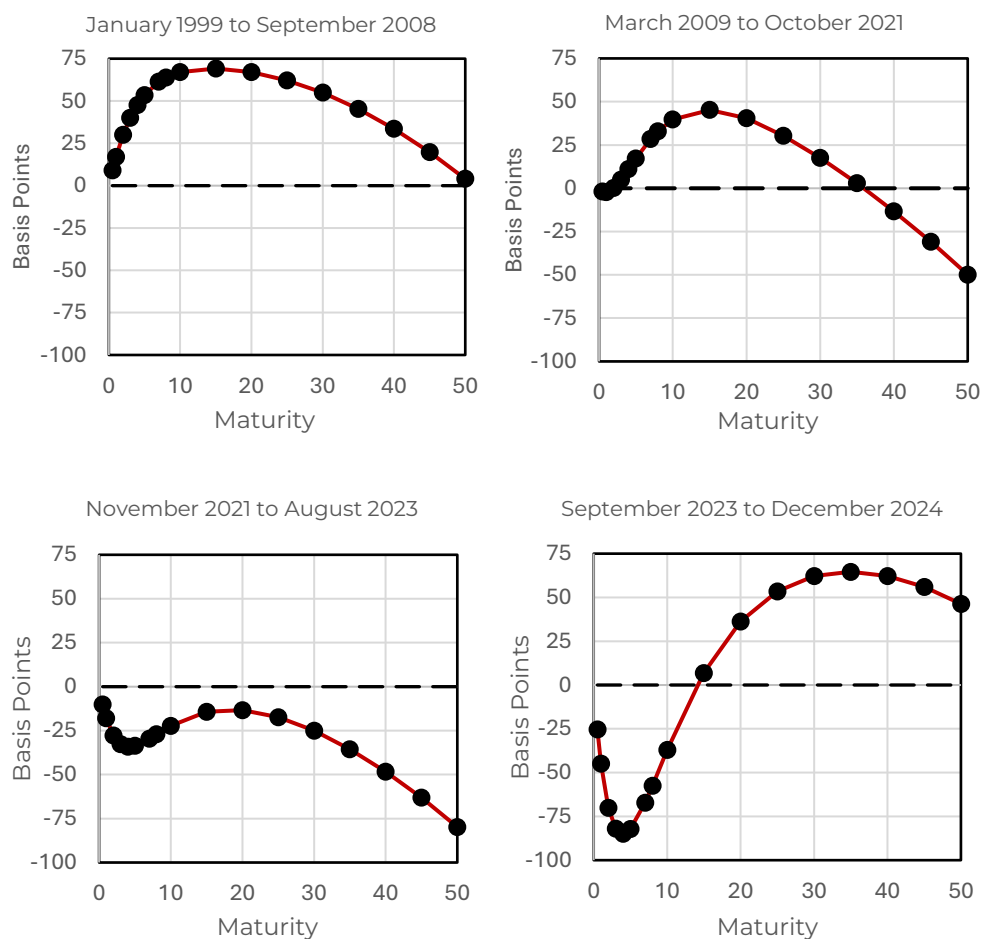 January 1999 to September 2008
75
50
25
0
-25
-50
-75
-100
Basis Points
0 10 20 30 40 50
Maturity
March 2009 to October 2021
75
50
25
0
-25
-50
-75
-100
Basis Points
0 10 20 30 40 50
Maturity
November 2021 to August 2023
75
50
25
0
-25
-50
-75
-100
Basis Points
0 10 20 30 40 50
Maturity
September 2023 to December 2024
75
50
25
0
-25
-50
-75
-100
Basis Points
0 10 20 30 40 50
Maturity